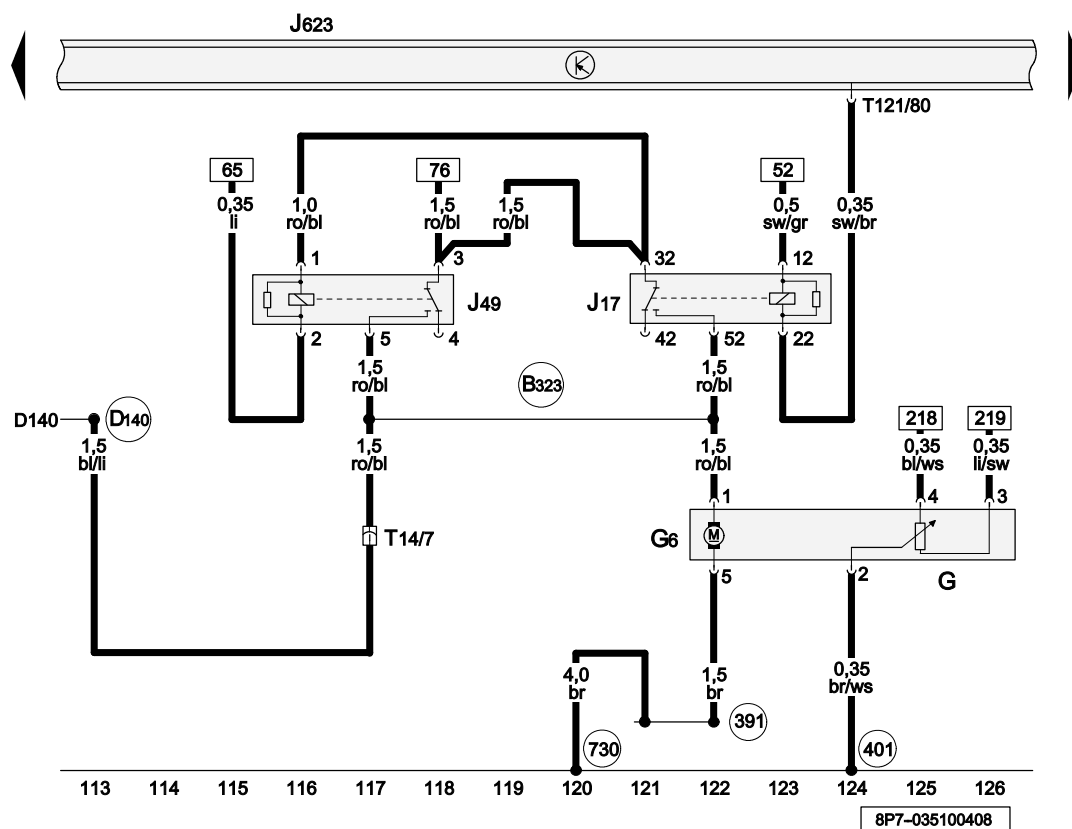 J623
T121/80
65
76
52
0,35
li
1,0
ro/bl
1,5
ro/bl
1,5
ro/bl
0,5
sw/gr
0,35
sw/br
1
3
32
12
J49
J17
2
5
4
42
52
22
1,5
ro/bl
B323
1,5
ro/bl
D140
D140
218
219
1,5
bl/li
1,5
ro/bl
1,5
ro/bl
0,35
bl/ws
0,35
li/sw
1
4
3
T14/7
G6
M
5
2
G
4,0
br
1,5
br
0,35
br/ws
391
730
401
113 114 115 116 117 118 119 120 121 122 123 124 125 126
8P7-035100408